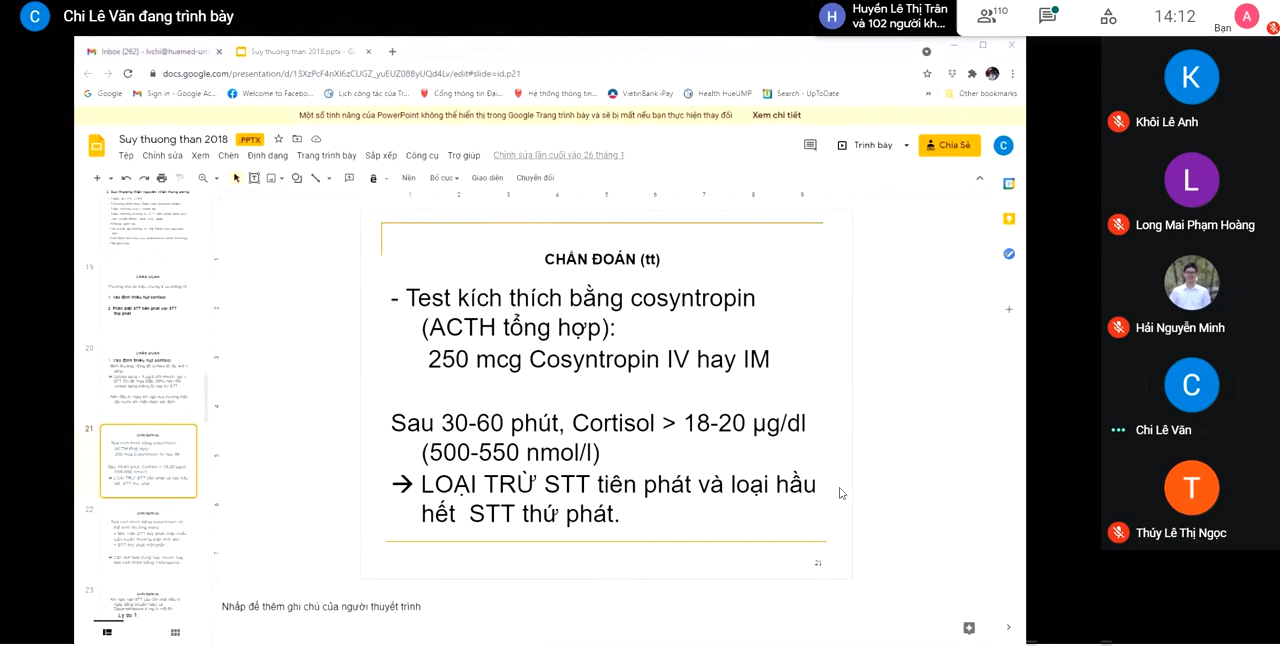 Chi Lê Văn đang trình bày
Huyền Lê Thị Trân
và 102 người kh...
110
14:12
Bạn
Inbox (262) - lvchi@huemed-un
Suy thuong than 2018.pptx - Go
docs.google.com/presentation/d/13XzPcF4nXI6zCUGZ_yuEUZ08ByUQd4Lv/edit#slide=id.p21
Google
Sign in - Google Ac...
Welcome to Facebo...
Lịch công tác của Tr...
Cổng thông tin Đại...
Hệ thống thông tin...
VietinBank iPay
Health HueUMP
Search - UpToDate
Other bookmarks
Một số tính năng của PowerPoint không thể hiển thị trong Google Trang trình bày và sẽ bị mất nếu bạn thực hiện thay đổi Xem chi tiết
Suy thuong than 2018 .PPTX
Tệp Chỉnh sửa Xem Chèn Định dạng Trang trình bày Sắp xếp Công cụ Trợ giúp Chỉnh sửa lần cuối vào 26 tháng 1
Trình bày
Chia Sẻ
Nền Bố cục Giao diện Chuyển đổi
19
20
21
22
23
CHẨN ĐOÁN (tt)
- Test kích thích bằng cosyntropin
(ACTH tổng hợp):
250 mcg Cosyntropin IV hay IM
Sau 30-60 phút, Cortisol > 18-20 µg/dl
(500-550 nmol/l)
→ LOẠI TRỪ STT tiên phát và loại hầu
hết STT thứ phát.
21
Nhấp để thêm ghi chú của người thuyết trình
Khôi Lê Anh
Long Mai Phạm Hoàng
Hải Nguyễn Minh
Chi Lê Văn
Thúy Lê Thị Ngọc